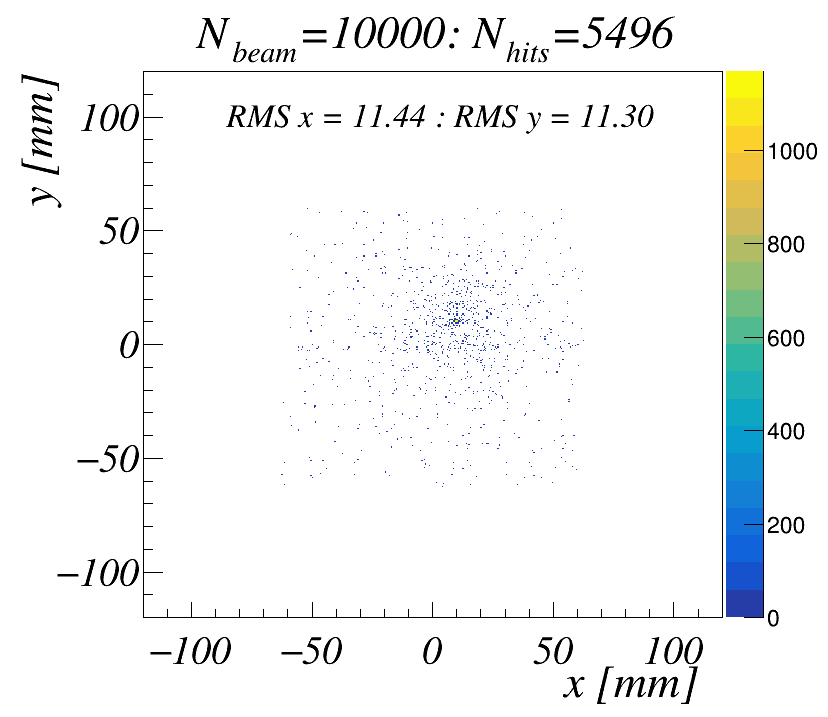 N_beam=10000: N_hits=5496
y [mm]
RMS x = 11.44 : RMS y = 11.30
100
50
0
−50
−100
−100 −50 0 50 100
x [mm]
1000
800
600
400
200
0